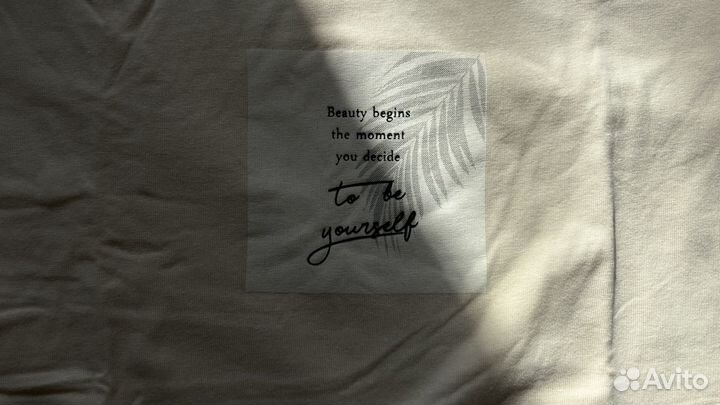 Beauty begins
the moment
you decide
to be
yourself
Avito